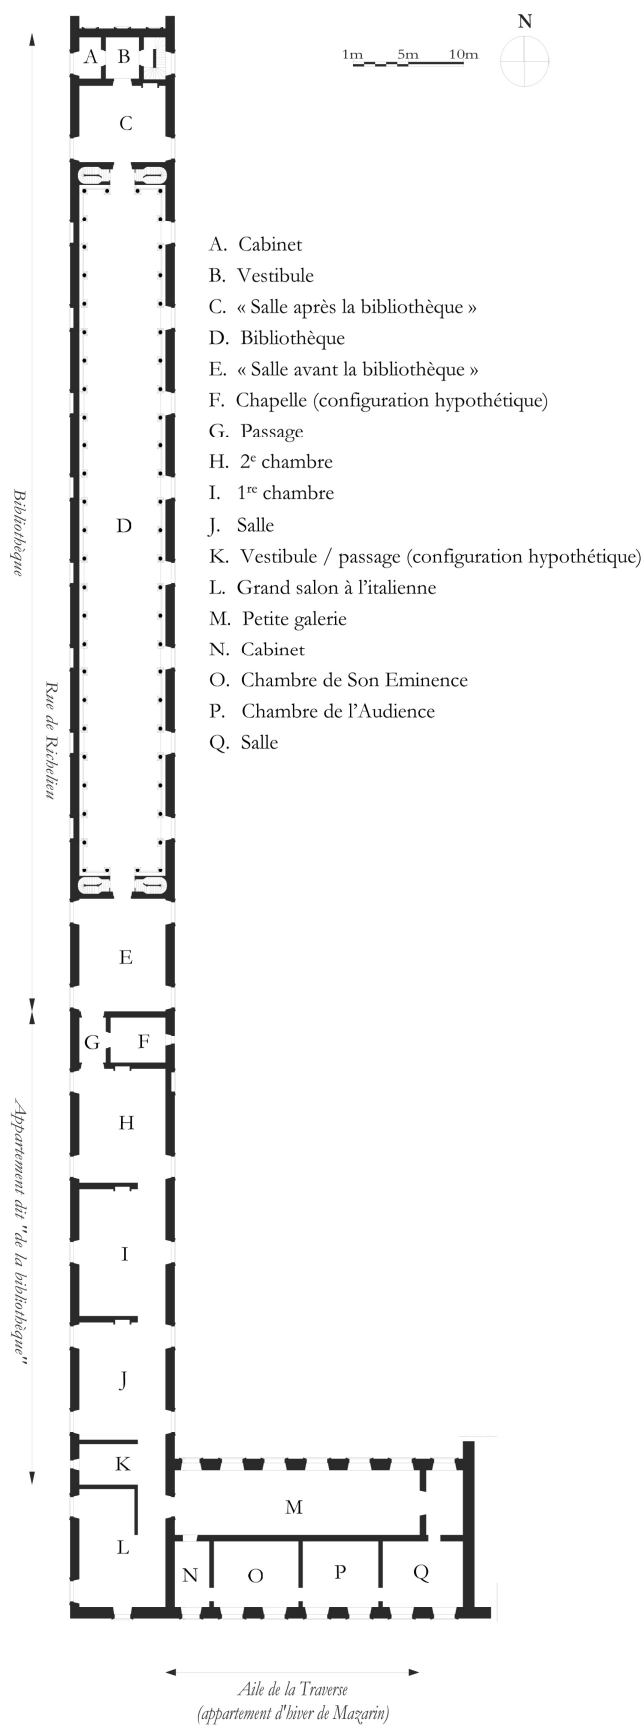 N
1m 5m 10m
A B
C
A. Cabinet
B. Vestibule
C. « Salle après la bibliothèque »
D. Bibliothèque
E. « Salle avant la bibliothèque »
F. Chapelle (configuration hypothétique)
G. Passage
H. 2e chambre
I. 1re chambre
J. Salle
K. Vestibule / passage (configuration hypothétique)
L. Grand salon à l'italienne
M. Petite galerie
N. Cabinet
O. Chambre de Son Eminence
P. Chambre de l'Audience
Q. Salle
D
Bibliothèque
Rue de Richelieu
E
G F
H
Appartement dit "de la bibliothèque"
I
J
K
M
L
N O P Q
Aile de la Traverse
(appartement d'hiver de Mazarin)